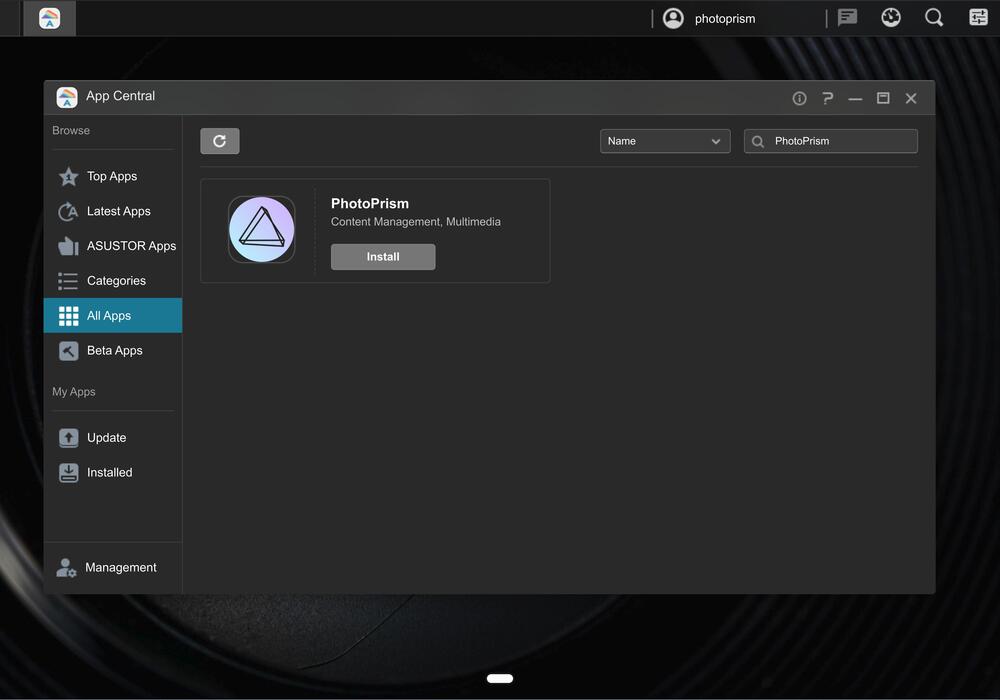 photoprism
App Central
Browse
Top Apps
Latest Apps
ASUSTOR Apps
Categories
All Apps
Beta Apps
My Apps
Update
Installed
Management
Name
PhotoPrism
PhotoPrism
Content Management, Multimedia
Install